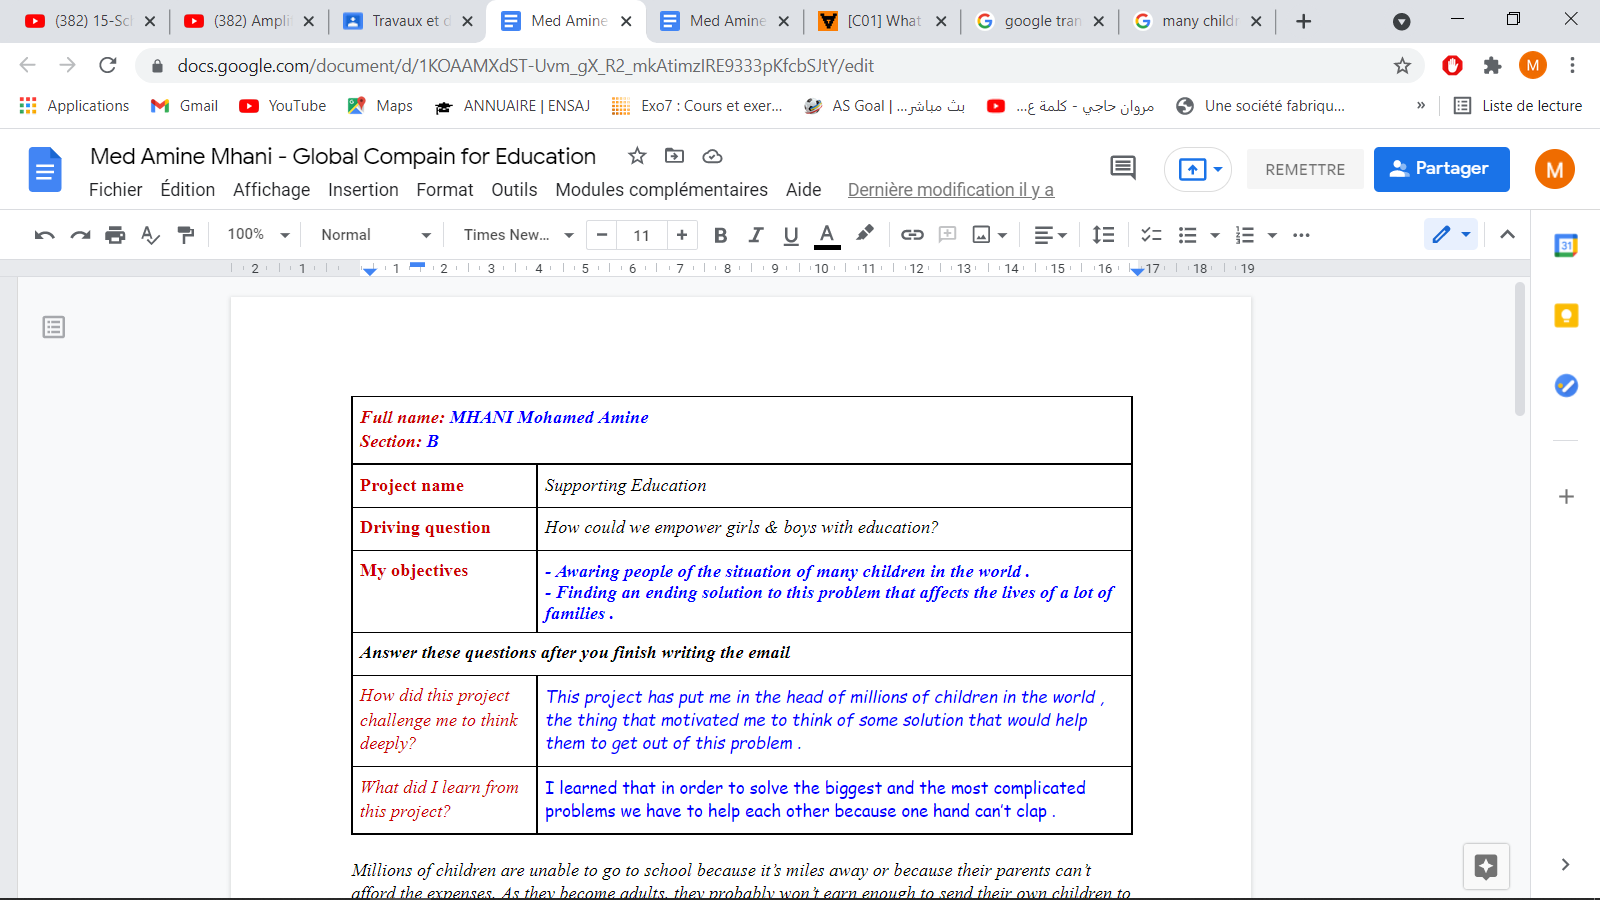 (382) 15-Sch
(382) Ampli
Travaux et d
Med Amine
Med Amine
[C01] What
google tran
many childr
docs.google.com/document/d/1KOAAMXdST-Uvm_gX_R2_mkAtimzIRE9333pKfcbSJtY/edit
M
Applications
Gmail
YouTube
Maps
ANNUAIRE | ENSAJ
Exo7 : Cours et exer...
AS Goal | ...بث مباشر
مروان حاجي - كلمة ع...
Une société fabriqu...
»
Liste de lecture
Med Amine Mhani - Global Compain for Education
Fichier Édition Affichage Insertion Format Outils Modules complémentaires Aide Dernière modification il y a
REMETTRE
Partager
M
100% Normal Times New... − 11 + B I U A
2 1 1 2 3 4 5 6 7 8 9 10 11 12 13 14 15 16 17 18 19
31
Full name: MHANI Mohamed Amine
Section: B
Project name
Supporting Education
Driving question
How could we empower girls & boys with education?
My objectives
- Awaring people of the situation of many children in the world .
- Finding an ending solution to this problem that affects the lives of a lot of
families .
Answer these questions after you finish writing the email
How did this project
challenge me to think
deeply?
This project has put me in the head of millions of children in the world ,
the thing that motivated me to think of some solution that would help
them to get out of this problem .
What did I learn from
this project?
I learned that in order to solve the biggest and the most complicated
problems we have to help each other because one hand can't clap .
Millions of children are unable to go to school because it's miles away or because their parents can't
afford the expenses. As they become adults, they probably won't earn enough to send their own children to